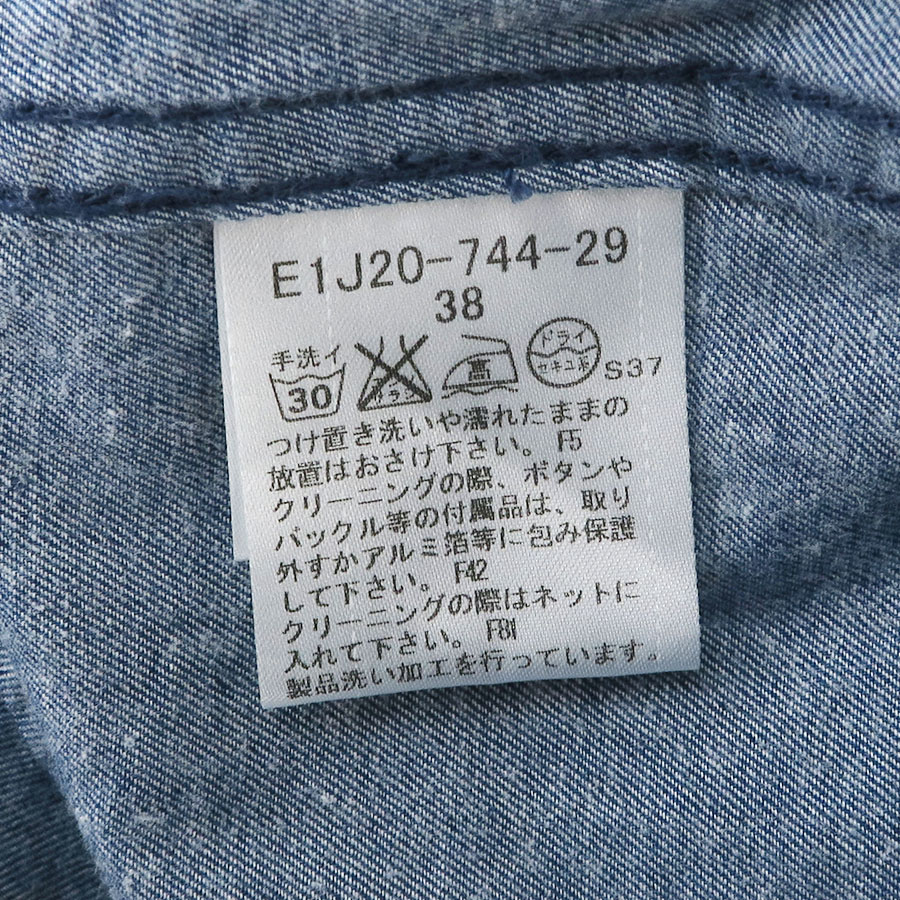 E1J20-744-29
38
手洗イ
30
エンソ サラシ
高
ドライ
セキユ系
S37
つけ置き洗いや濡れたままの
放置はおさけ下さい。 F5
クリーニングの際、ボタンや
バックル等の付属品は、取り
外すかアルミ箔等に包み保護
して下さい。 F42
クリーニングの際はネットに
入れて下さい。 F81
製品洗い加工を行っています。